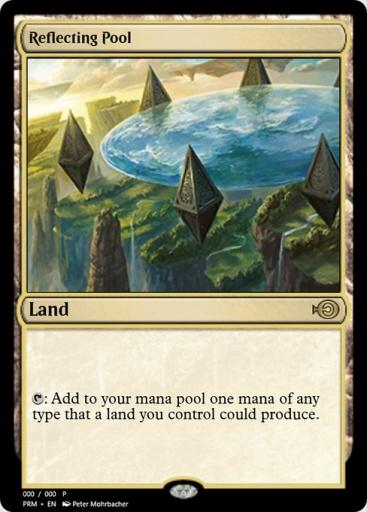 Reflecting Pool
Land
: Add to your mana pool one mana of any
type that a land you control could produce.
000 / 000 P
PRM • EN Peter Mohrbacher